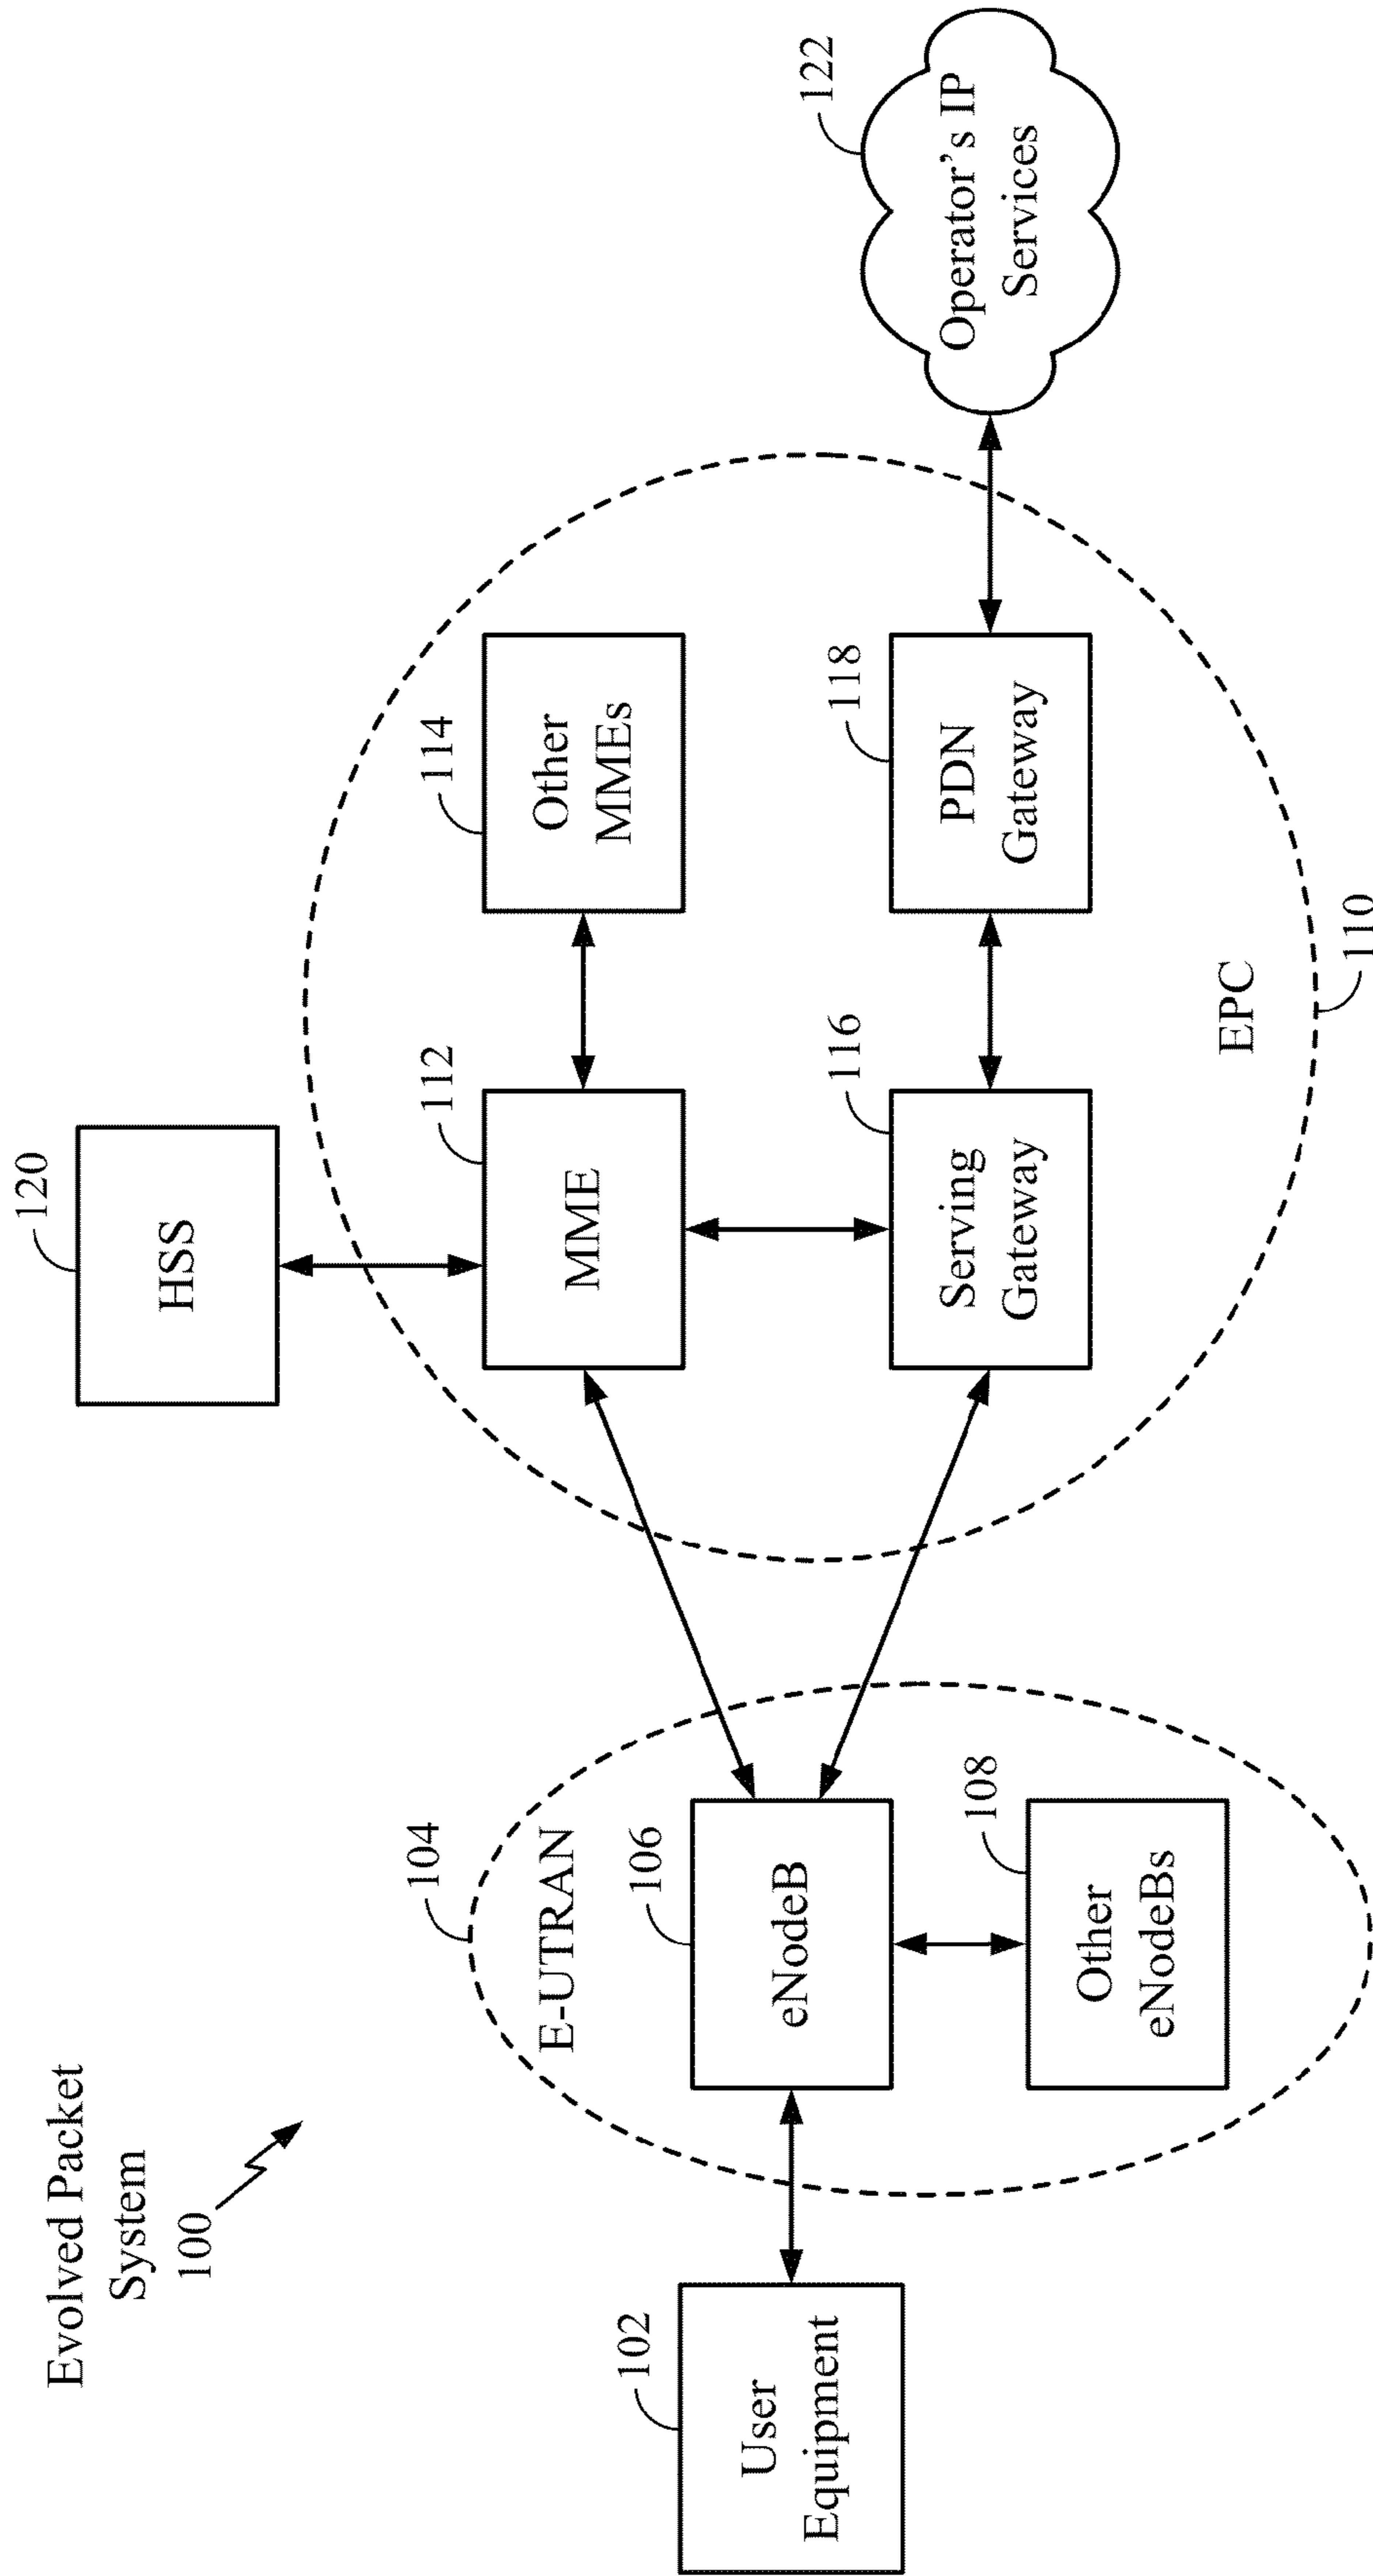 Evolved Packet
System
100
120
HSS
104
E-UTRAN
102
User
Equipment
106
eNodeB
108
Other
eNodeBs
112
MME
114
Other
MMEs
116
Serving
Gateway
118
PDN
Gateway
EPC
110
122
Operator's IP
Services